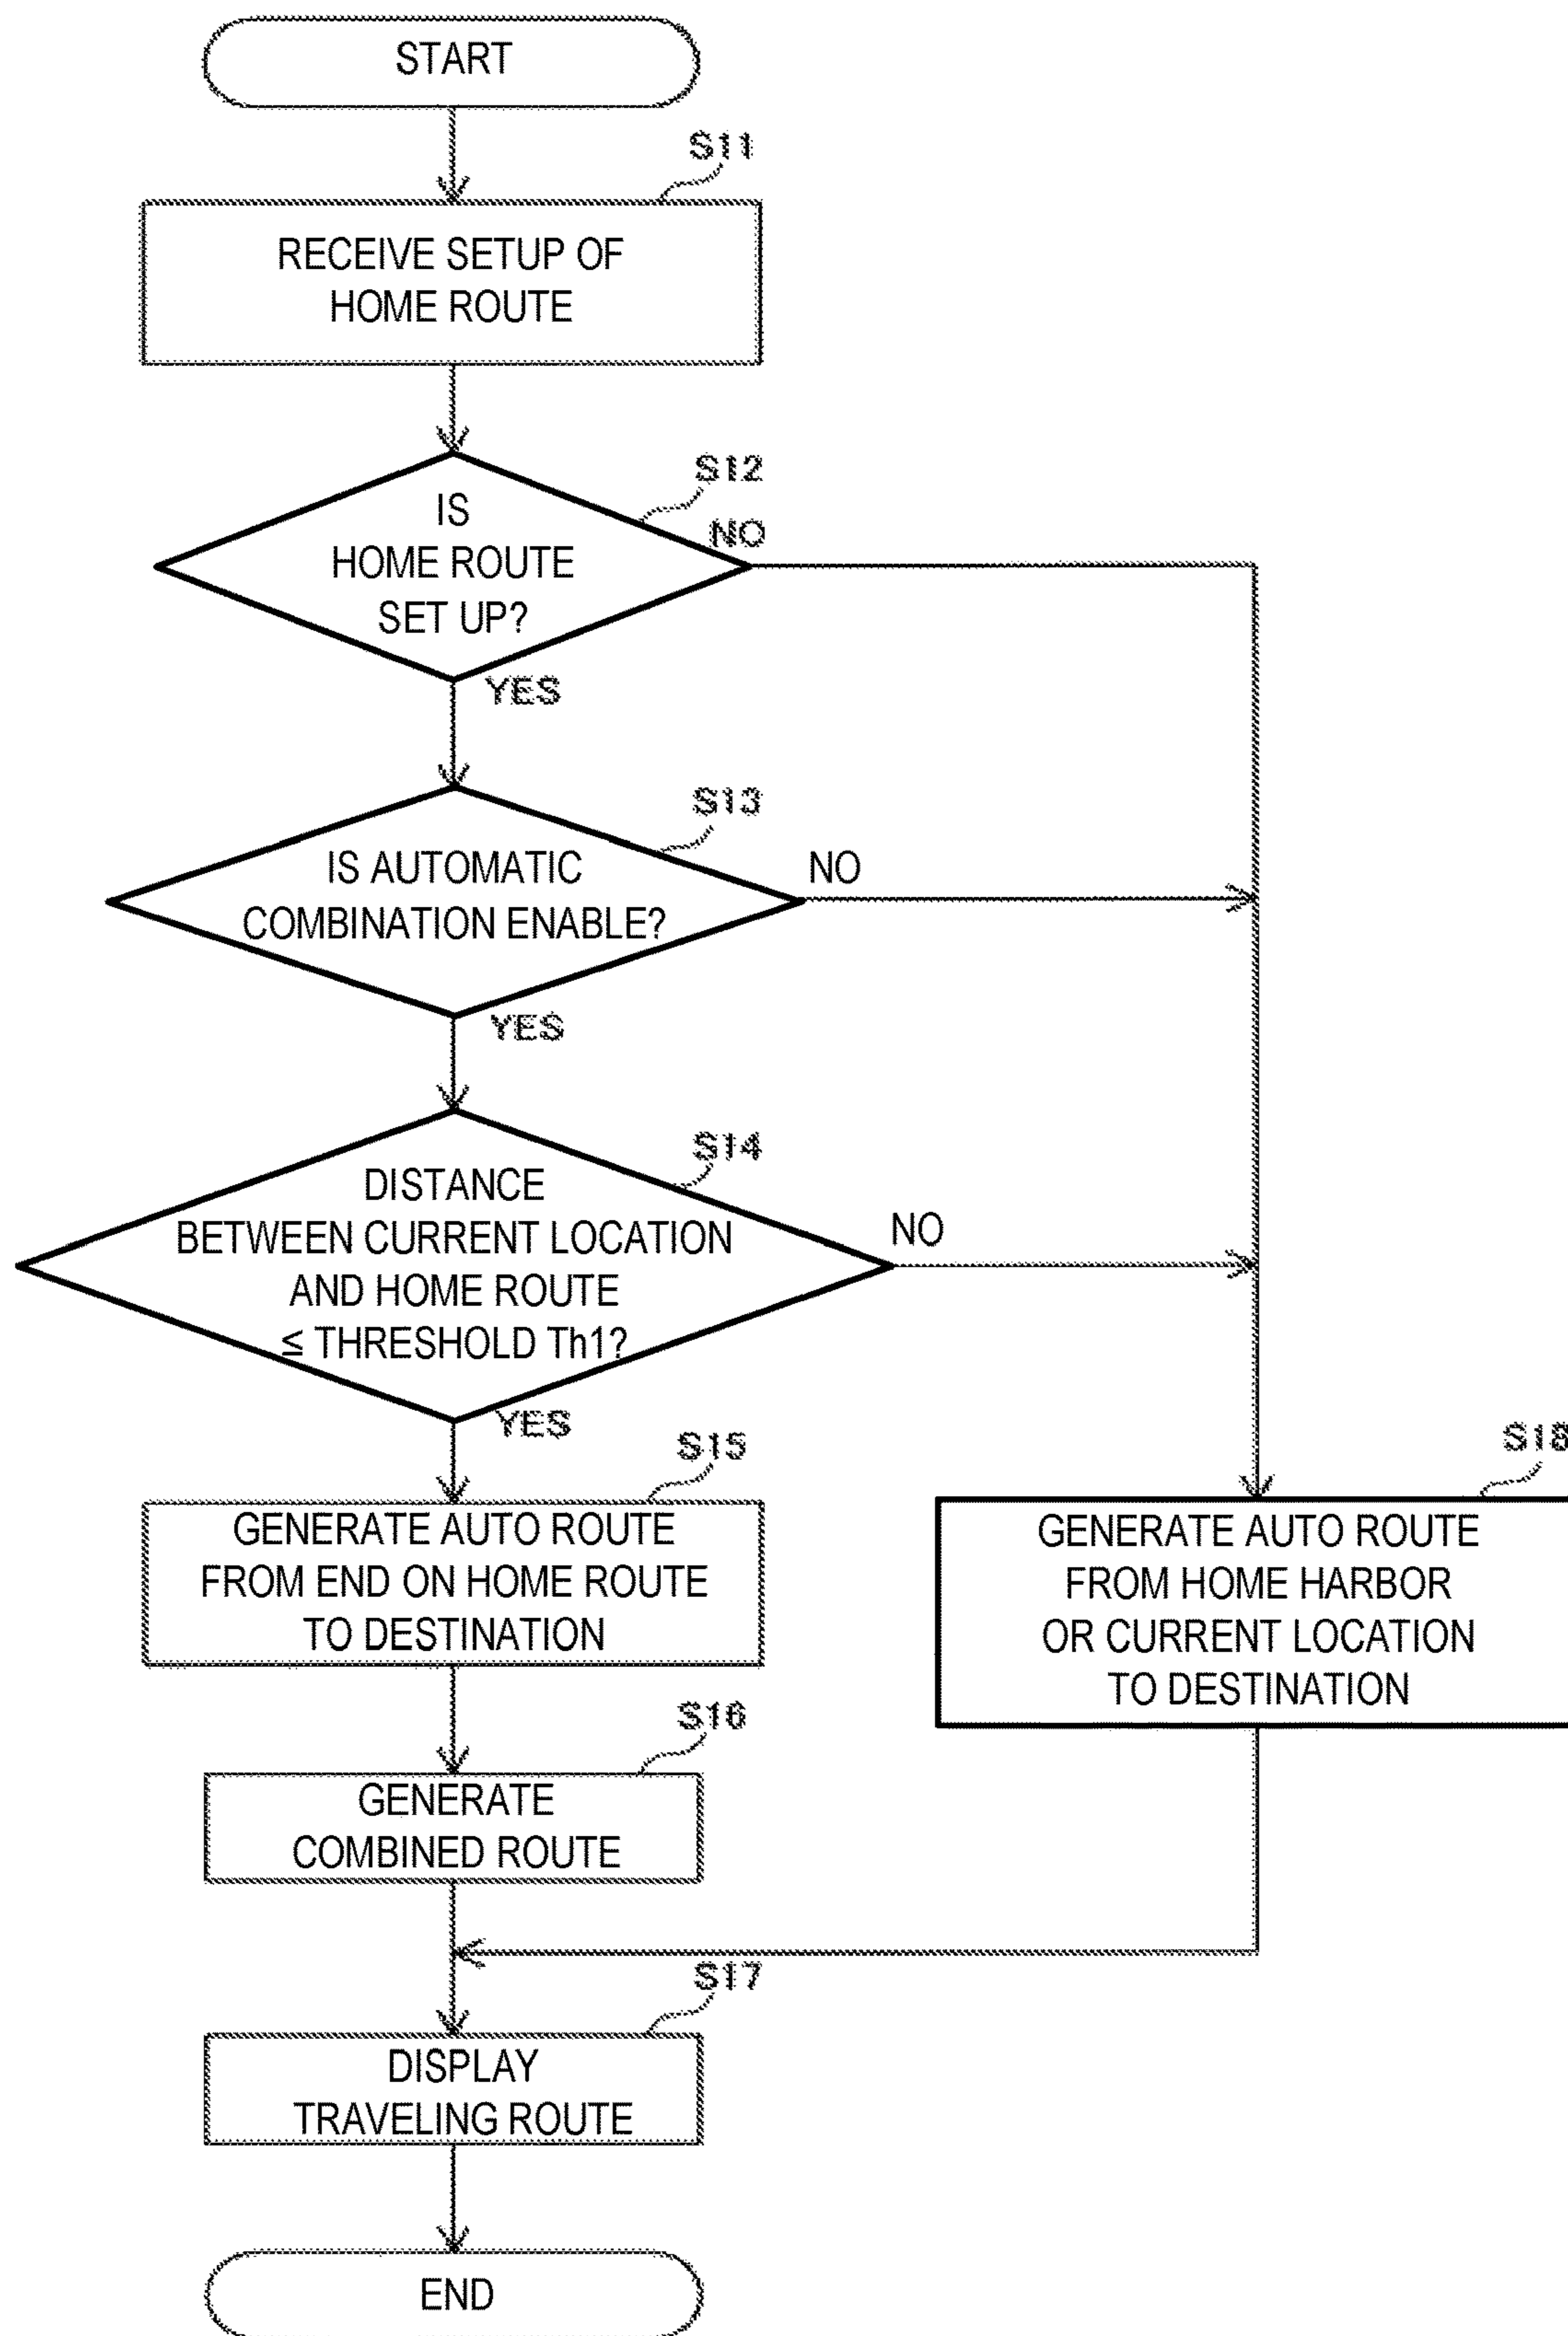 START
S11
RECEIVE SETUP OF
HOME ROUTE
S12
IS
HOME ROUTE
SET UP?
NO
YES
S13
IS AUTOMATIC
COMBINATION ENABLE?
NO
YES
S14
DISTANCE
BETWEEN CURRENT LOCATION
AND HOME ROUTE
≤ THRESHOLD Th1?
NO
YES
S15
GENERATE AUTO ROUTE
FROM END ON HOME ROUTE
TO DESTINATION
S18
GENERATE AUTO ROUTE
FROM HOME HARBOR
OR CURRENT LOCATION
TO DESTINATION
S16
GENERATE
COMBINED ROUTE
S17
DISPLAY
TRAVELING ROUTE
END